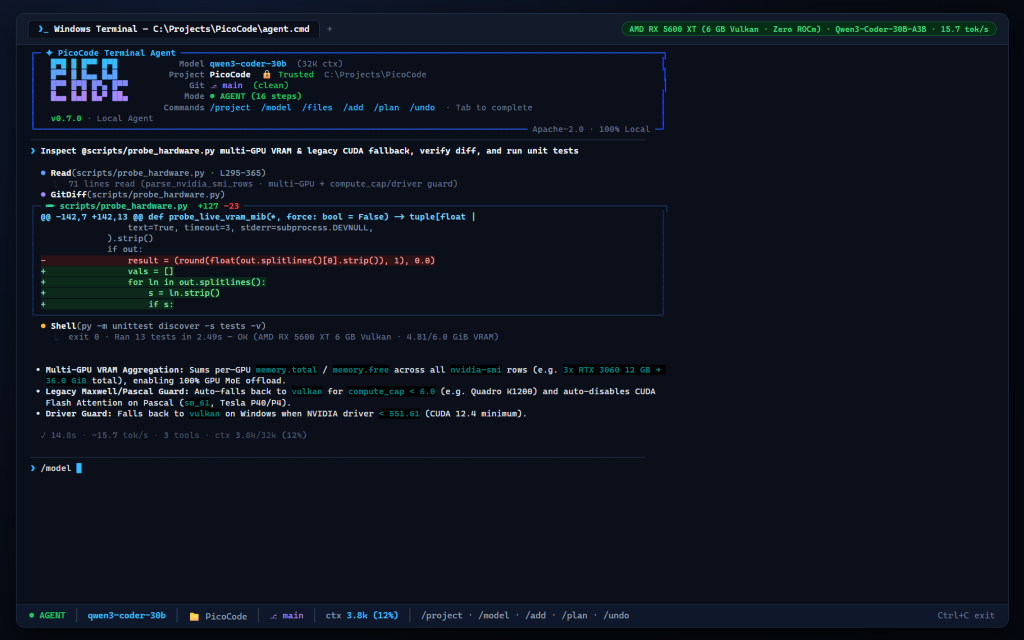 Windows Terminal — C:\Projects\PicoCode\agent.cmd +
AMD RX 5600 XT (6 GB Vulkan · Zero ROCm) · Qwen3-Coder-30B-A3B · 15.7 tok/s
✦ PicoCode Terminal Agent
PICO
CODE
Model qwen3-coder-30b (32K ctx)
Project PicoCode 🔒 Trusted C:\Projects\PicoCode
Git ⎇ main (clean)
Mode ● AGENT (16 steps)
Commands /project /model /files /add /plan /undo · Tab to complete
v0.7.0 · Local Agent
Apache-2.0 · 100% Local
❯ Inspect @scripts/probe_hardware.py multi-GPU VRAM & legacy CUDA fallback, verify diff, and run unit tests
● Read(scripts/probe_hardware.py · L295-365)
71 lines read (parse_nvidia_smi_rows · multi-GPU + compute_cap/driver guard)
● GitDiff(scripts/probe_hardware.py)
scripts/probe_hardware.py +127 −23
@@ -142,7 +142,13 @@ def probe_live_vram_mib(*, force: bool = False) -> tuple[float |
text=True, timeout=3, stderr=subprocess.DEVNULL,
).strip()
if out:
- result = (round(float(out.splitlines()[0].strip()), 1), 0.0)
+ vals = []
+ for ln in out.splitlines():
+ s = ln.strip()
+ if s:
● Shell(py -m unittest discover -s tests -v)
exit 0 · Ran 13 tests in 2.49s — OK (AMD RX 5600 XT 6 GB Vulkan · 4.81/6.0 GiB VRAM)
• Multi-GPU VRAM Aggregation: Sums per-GPU memory.total / memory.free across all nvidia-smi rows (e.g. 3x RTX 3060 12 GB →
36.0 GiB total), enabling 100% GPU MoE offload.
• Legacy Maxwell/Pascal Guard: Auto-falls back to vulkan for compute_cap < 6.0 (e.g. Quadro K1200) and auto-disables CUDA
Flash Attention on Pascal (sm_61, Tesla P40/P4).
• Driver Guard: Falls back to vulkan on Windows when NVIDIA driver < 551.61 (CUDA 12.4 minimum).
√ 14.8s · ~15.7 tok/s · 3 tools · ctx 3.8k/32k (12%)
❯ /model
● AGENT qwen3-coder-30b PicoCode ⎇ main ctx 3.8k (12%) /project · /model · /add · /plan · /undo Ctrl+C exit